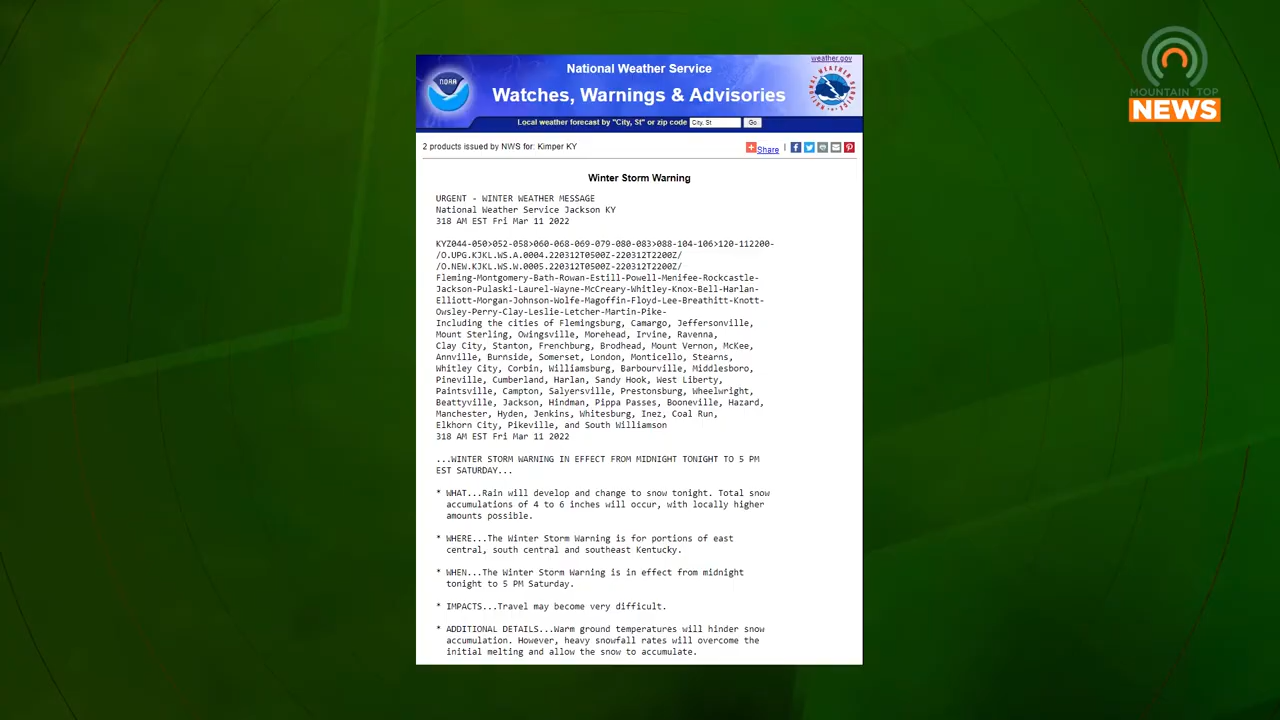 MOUNTAIN TOP
NEWS
weather.gov
NOAA
National Weather Service
Watches, Warnings & Advisories
Local weather forecast by "City, St" or zip code City, St Go
2 products issued by NWS for: Kimper KY
Share |
Winter Storm Warning
URGENT - WINTER WEATHER MESSAGE
National Weather Service Jackson KY
318 AM EST Fri Mar 11 2022
KYZ044-050>052-058>060-068-069-079-080-083>088-104-106>120-112200-
/O.UPG.KJKL.WS.A.0004.220312T0500Z-220312T2200Z/
/O.NEW.KJKL.WS.W.0005.220312T0500Z-220312T2200Z/
Fleming-Montgomery-Bath-Rowan-Estill-Powell-Menifee-Rockcastle-
Jackson-Pulaski-Laurel-Wayne-McCreary-Whitley-Knox-Bell-Harlan-
Elliott-Morgan-Johnson-Wolfe-Magoffin-Floyd-Lee-Breathitt-Knott-
Owsley-Perry-Clay-Leslie-Letcher-Martin-Pike-
Including the cities of Flemingsburg, Camargo, Jeffersonville,
Mount Sterling, Owingsville, Morehead, Irvine, Ravenna,
Clay City, Stanton, Frenchburg, Brodhead, Mount Vernon, McKee,
Annville, Burnside, Somerset, London, Monticello, Stearns,
Whitley City, Corbin, Williamsburg, Barbourville, Middlesboro,
Pineville, Cumberland, Harlan, Sandy Hook, West Liberty,
Paintsville, Campton, Salyersville, Prestonsburg, Wheelwright,
Beattyville, Jackson, Hindman, Pippa Passes, Booneville, Hazard,
Manchester, Hyden, Jenkins, Whitesburg, Inez, Coal Run,
Elkhorn City, Pikeville, and South Williamson
318 AM EST Fri Mar 11 2022
...WINTER STORM WARNING IN EFFECT FROM MIDNIGHT TONIGHT TO 5 PM
EST SATURDAY...
* WHAT...Rain will develop and change to snow tonight. Total snow
accumulations of 4 to 6 inches will occur, with locally higher
amounts possible.
* WHERE...The Winter Storm Warning is for portions of east
central, south central and southeast Kentucky.
* WHEN...The Winter Storm Warning is in effect from midnight
tonight to 5 PM Saturday.
* IMPACTS...Travel may become very difficult.
* ADDITIONAL DETAILS...Warm ground temperatures will hinder snow
accumulation. However, heavy snowfall rates will overcome the
initial melting and allow the snow to accumulate.